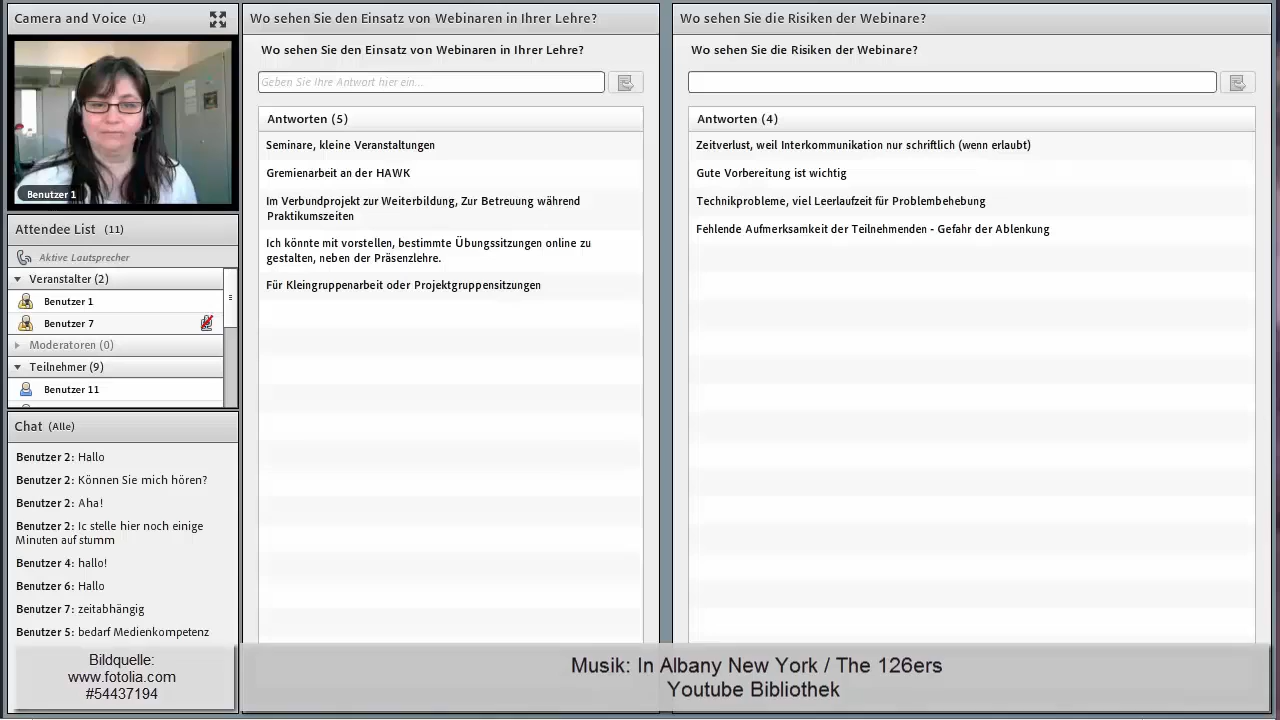 Camera and Voice (1)
Benutzer 1
Attendee List (11)
Aktive Lautsprecher
Veranstalter (2)
Benutzer 1
Benutzer 7
Moderatoren (0)
Teilnehmer (9)
Benutzer 11
Chat (Alle)
Benutzer 2: Hallo
Benutzer 2: Können Sie mich hören?
Benutzer 2: Aha!
Benutzer 2: Ic stelle hier noch einige
Minuten auf stumm
Benutzer 4: hallo!
Benutzer 6: Hallo
Benutzer 7: zeitabhängig
Benutzer 5: bedarf Medienkompetenz
Bildquelle:
www.fotolia.com
#54437194
Wo sehen Sie den Einsatz von Webinaren in Ihrer Lehre?
Wo sehen Sie den Einsatz von Webinaren in Ihrer Lehre?
Geben Sie Ihre Antwort hier ein...
Antworten (5)
Seminare, kleine Veranstaltungen
Gremienarbeit an der HAWK
Im Verbundprojekt zur Weiterbildung, Zur Betreuung während
Praktikumszeiten
Ich könnte mit vorstellen, bestimmte Übungssitzungen online zu
gestalten, neben der Präsenzlehre.
Für Kleingruppenarbeit oder Projektgruppensitzungen
Wo sehen Sie die Risiken der Webinare?
Wo sehen Sie die Risiken der Webinare?
Antworten (4)
Zeitverlust, weil Interkommunikation nur schriftlich (wenn erlaubt)
Gute Vorbereitung ist wichtig
Technikprobleme, viel Leerlaufzeit für Problembehebung
Fehlende Aufmerksamkeit der Teilnehmenden - Gefahr der Ablenkung
Musik: In Albany New York / The 126ers
Youtube Bibliothek